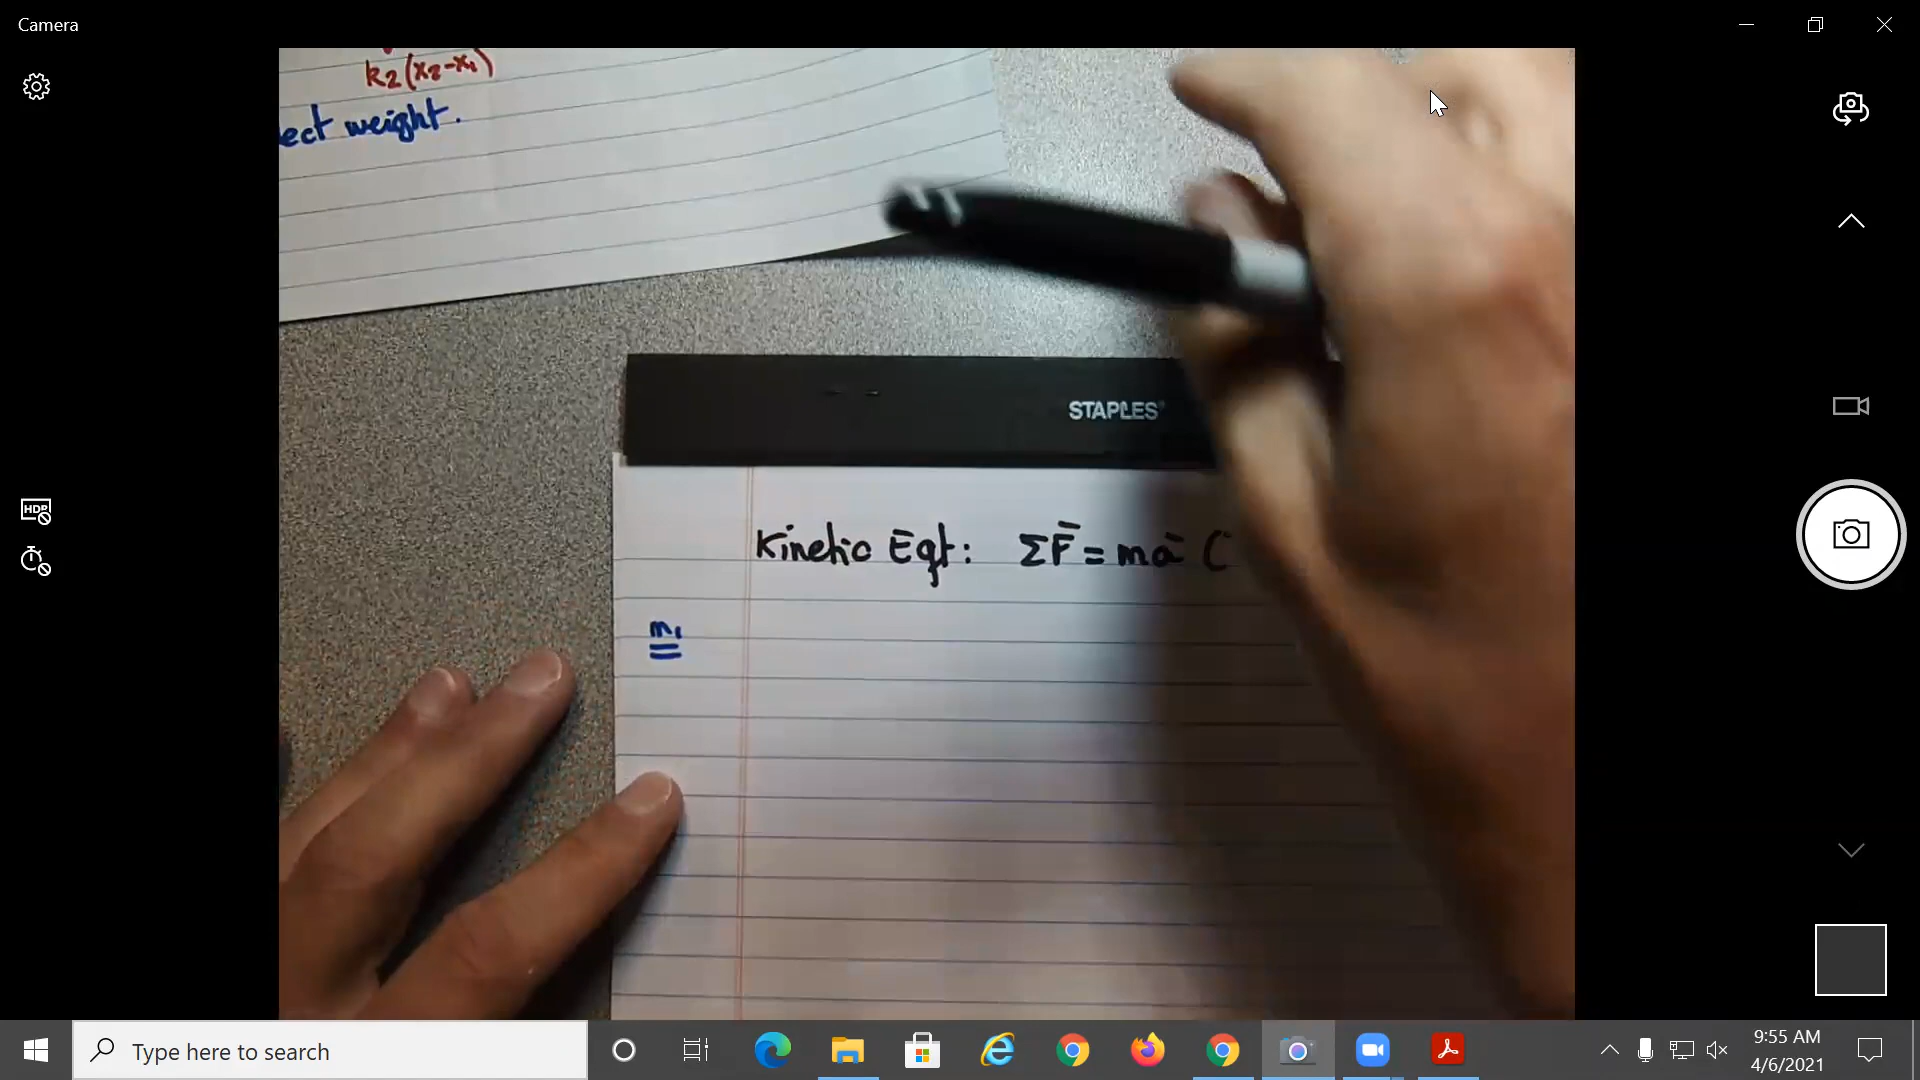 Camera
k₂(x₂-x₁)
ect weight.
STAPLES
Kinetic Eqt: ΣF̄ = mā (
m₁
HDR
Type here to search
9:55 AM
4/6/2021